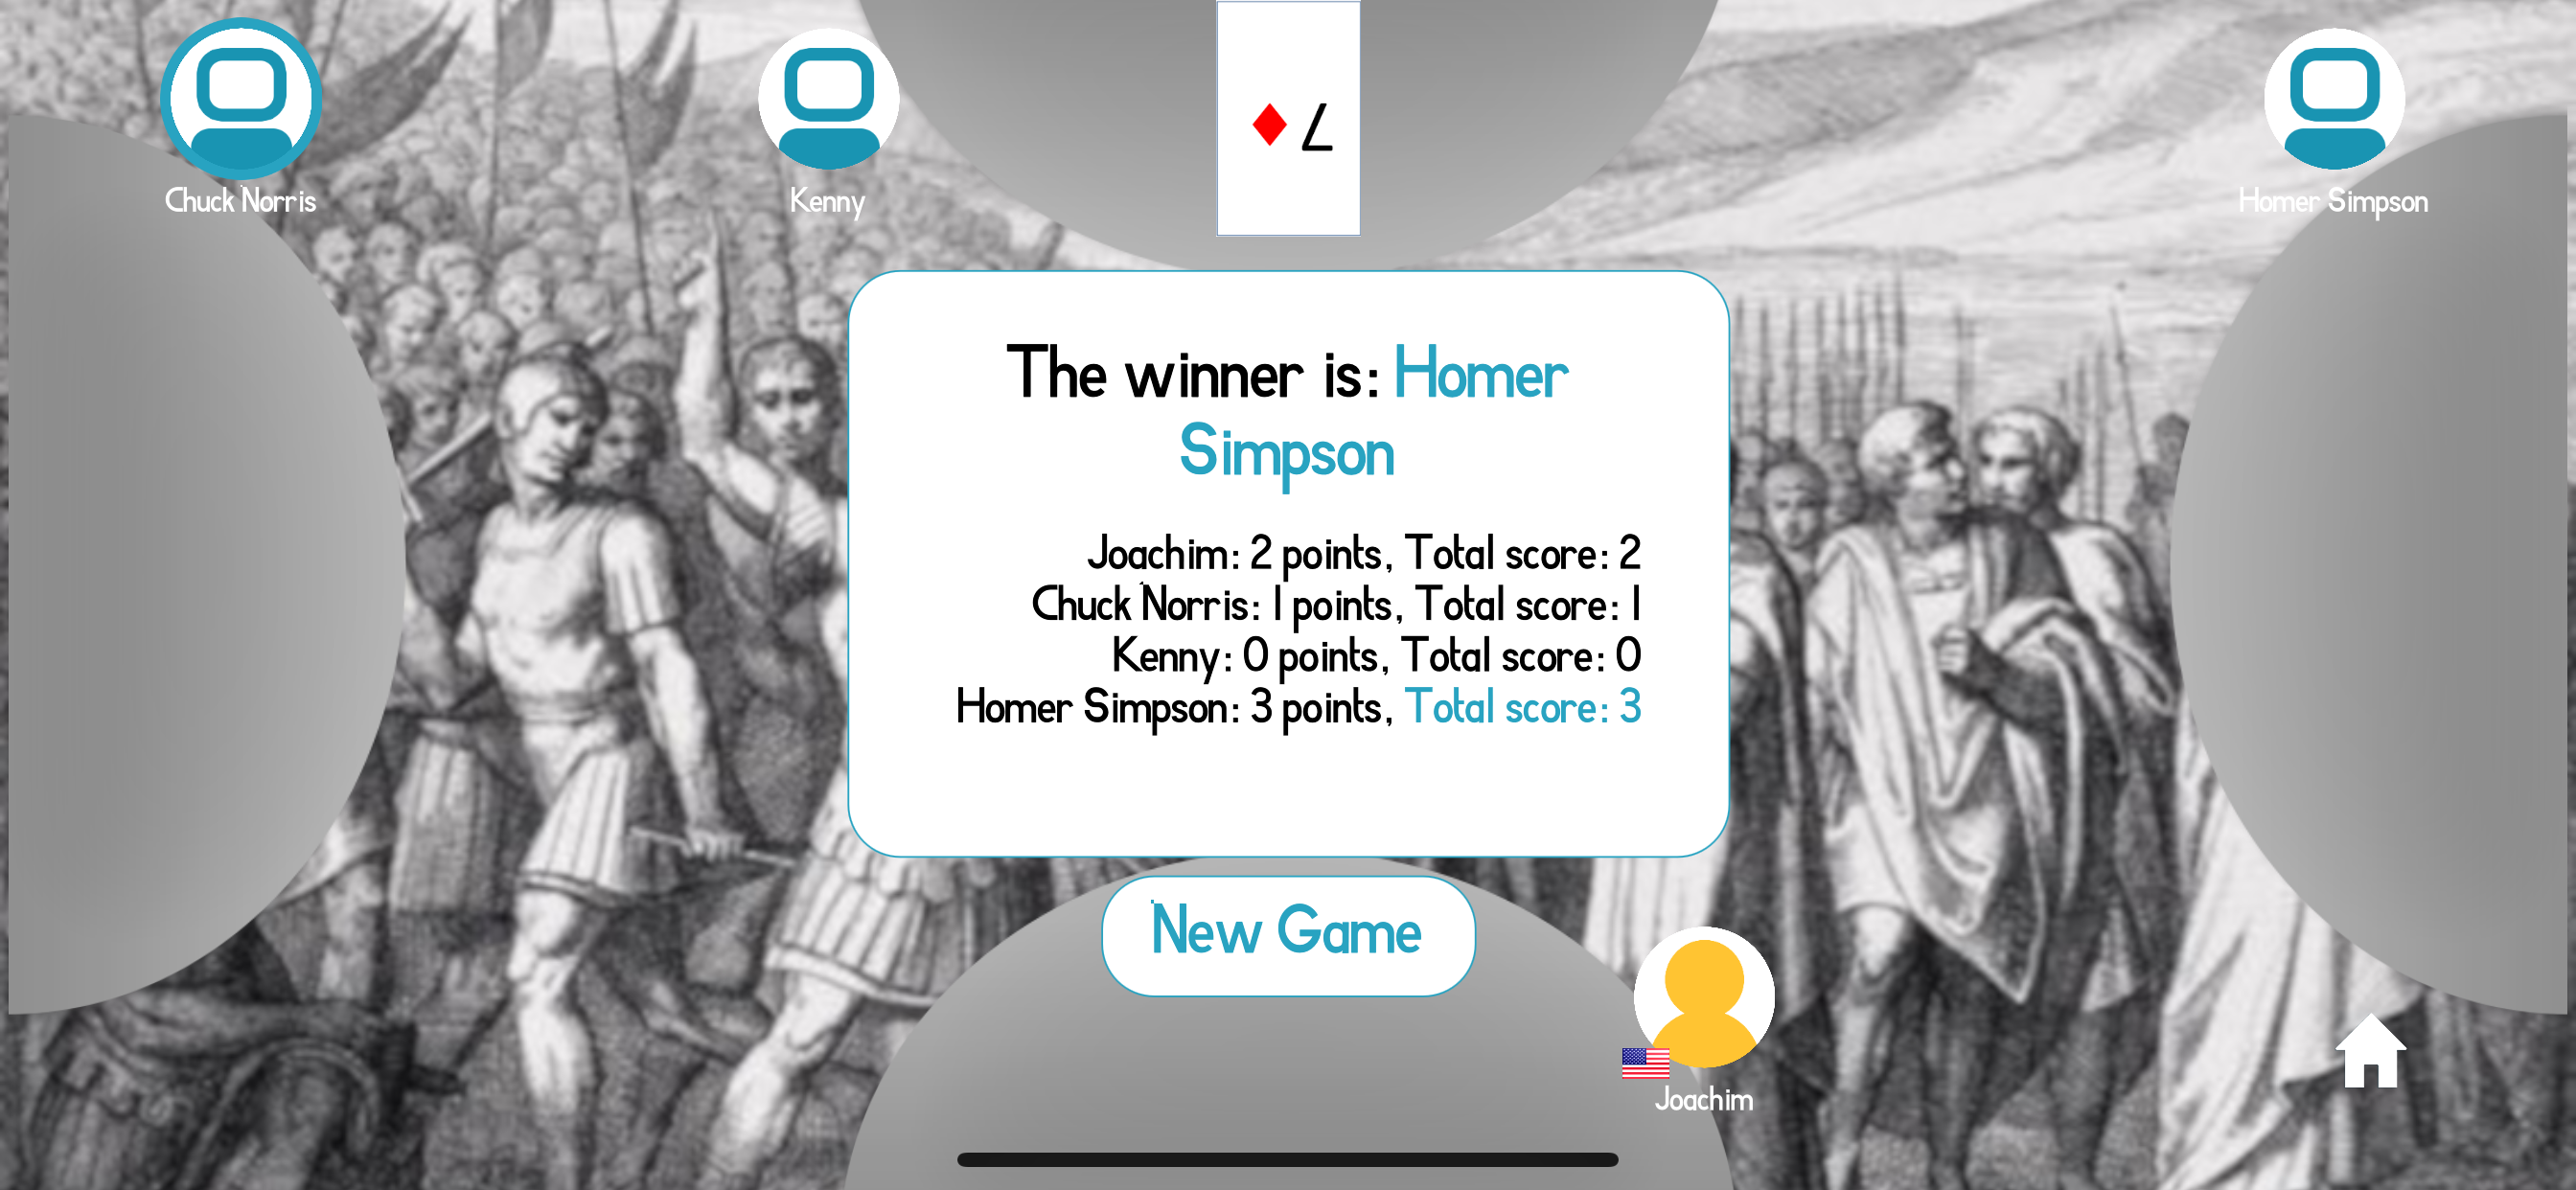 7
Chuck Norris
Kenny
Homer Simpson
The winner is: Homer
Simpson
Joachim: 2 points, Total score: 2
Chuck Norris: 1 points, Total score: 1
Kenny: 0 points, Total score: 0
Homer Simpson: 3 points, Total score: 3
New Game
Joachim